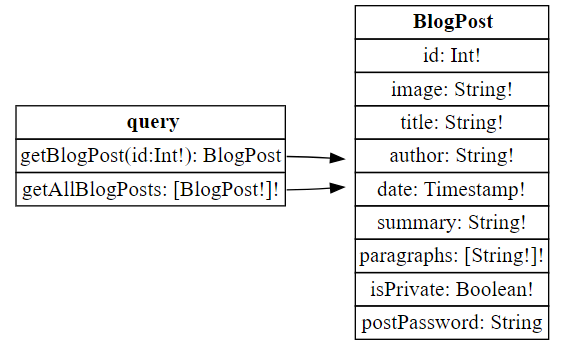 query
getBlogPost(id:Int!): BlogPost
getAllBlogPosts: [BlogPost!]!
BlogPost
id: Int!
image: String!
title: String!
author: String!
date: Timestamp!
summary: String!
paragraphs: [String!]!
isPrivate: Boolean!
postPassword: String